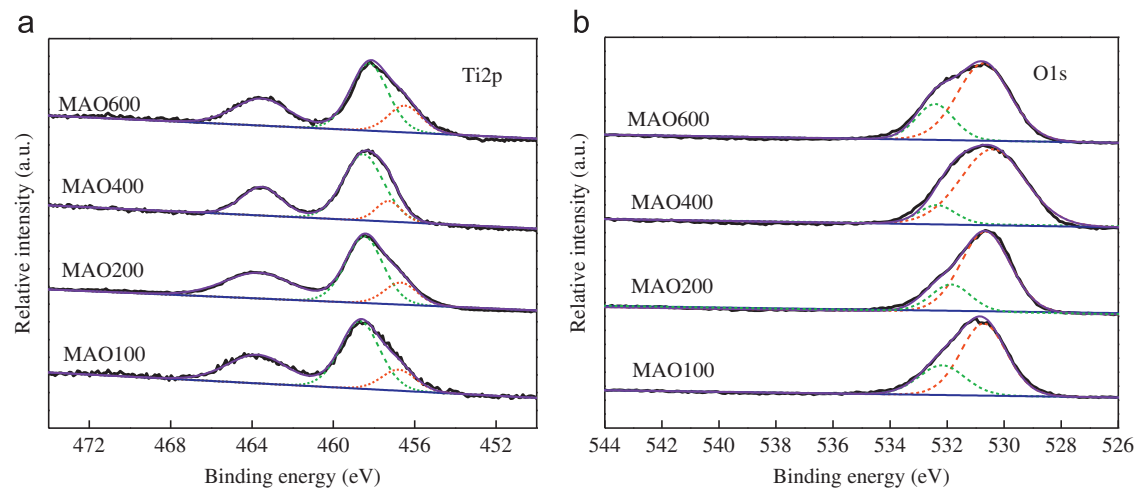 a
Ti2p
MAO600
MAO400
MAO200
MAO100
Relative intensity (a.u.)
472 468 464 460 456 452
Binding energy (eV)
b
O1s
MAO600
MAO400
MAO200
MAO100
Relative intensity (a.u.)
544 542 540 538 536 534 532 530 528 526
Binding energy (eV)